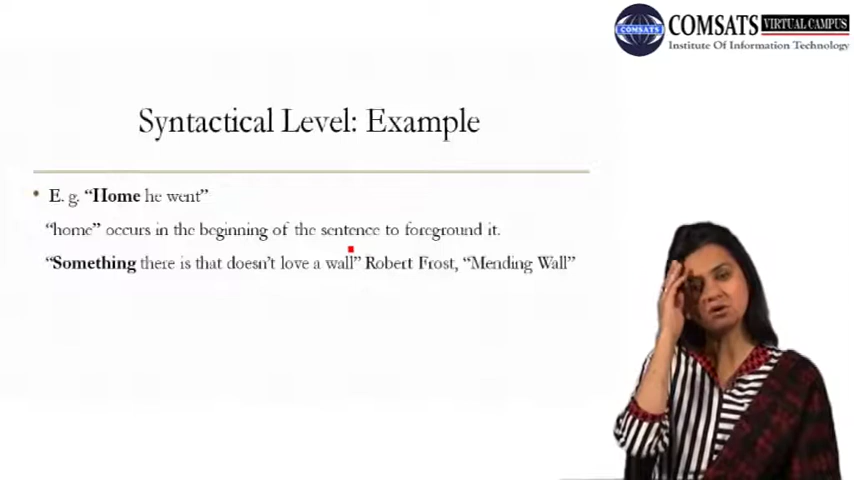 COMSATS VIRTUAL CAMPUS
COMSATS
Institute Of Information Technology
Syntactical Level: Example
• E. g. “Home he went”
“home” occurs in the beginning of the sentence to foreground it.
“Something there is that doesn’t love a wall” Robert Frost, “Mending Wall”